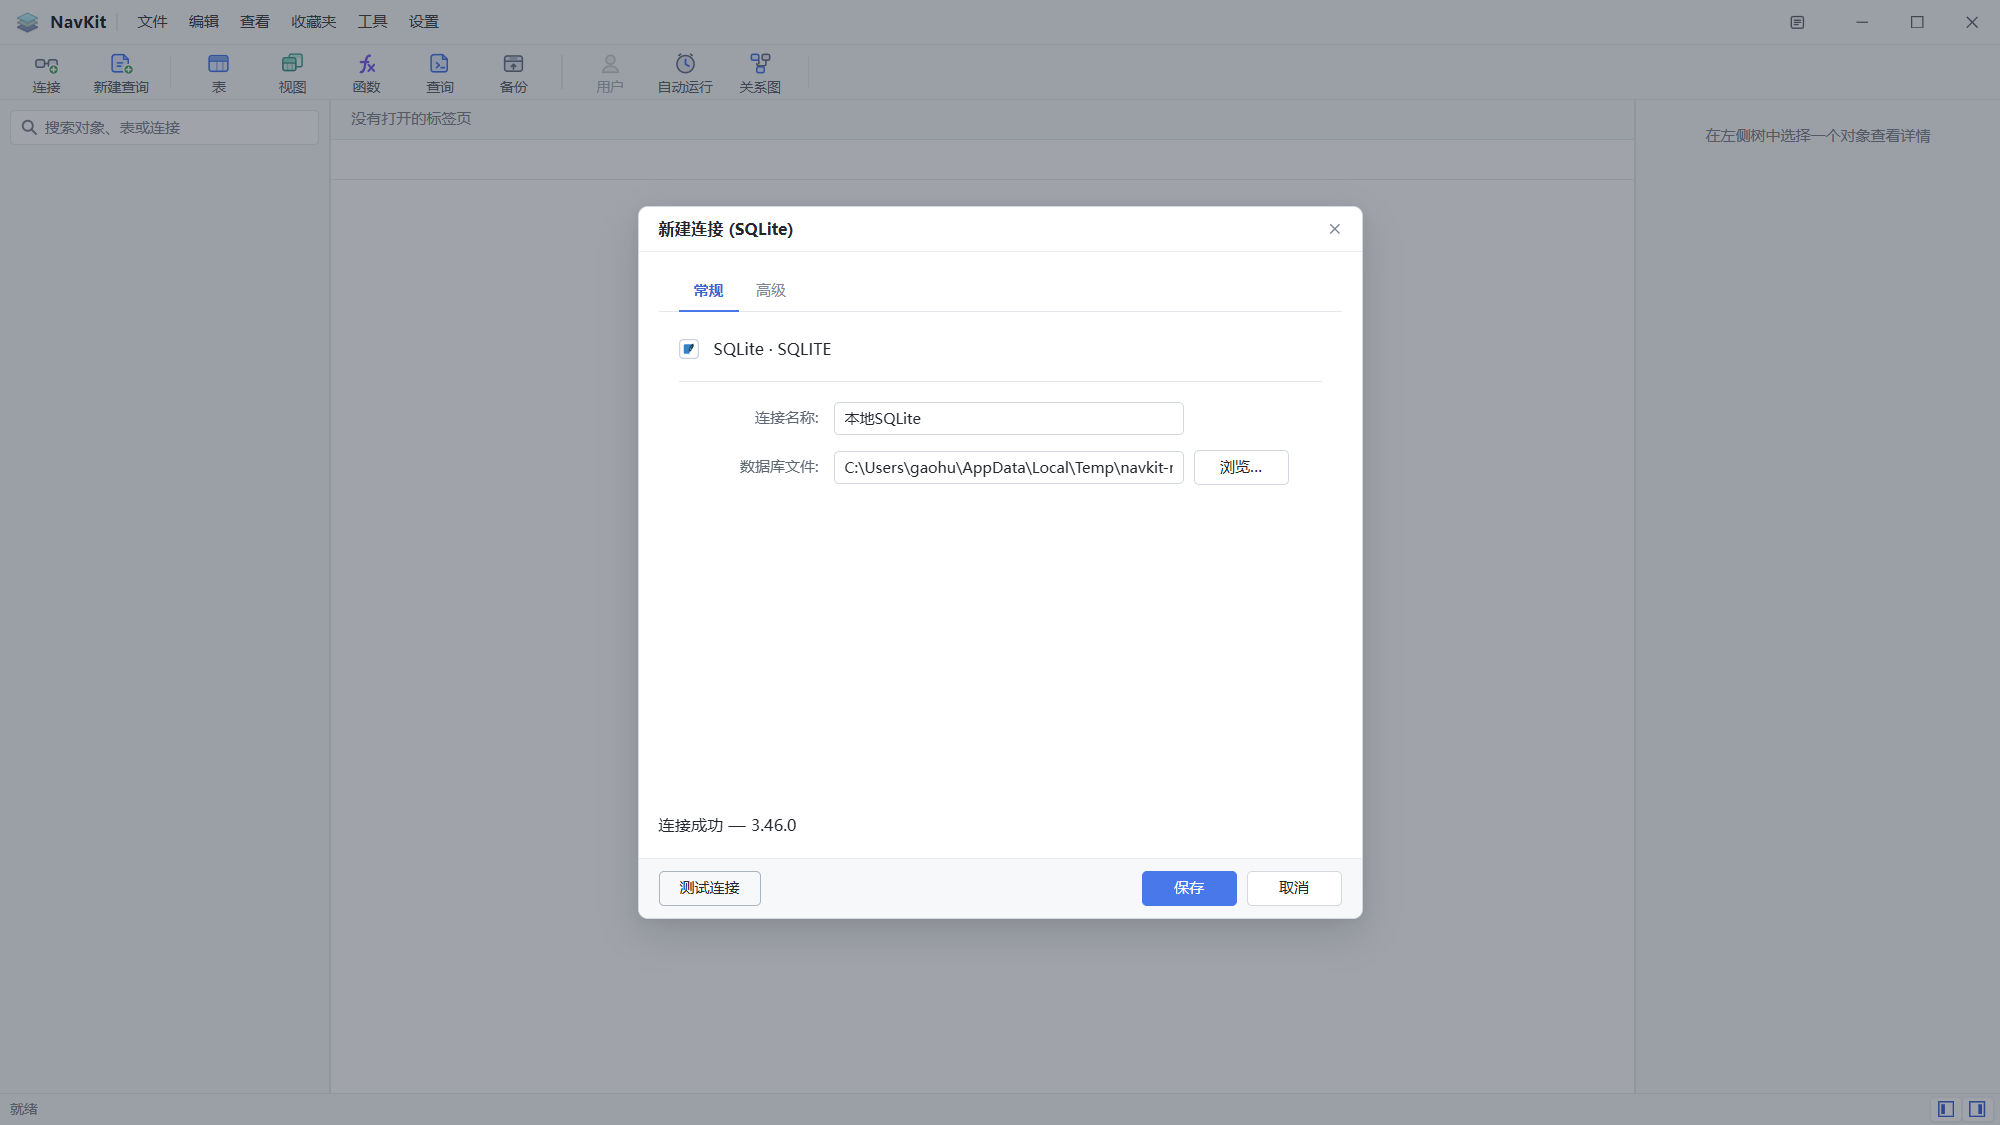 NavKit 文件 编辑 查看 收藏夹 工具 设置
连接 新建查询 表 视图 函数 查询 备份 用户 自动运行 关系图
搜索对象、表或连接
没有打开的标签页
在左侧树中选择一个对象查看详情
新建连接 (SQLite)
常规 高级
SQLite · SQLITE
连接名称: 本地SQLite
数据库文件: C:\Users\gaohu\AppData\Local\Temp\navkit-r 浏览...
连接成功 — 3.46.0
测试连接 保存 取消
就绪